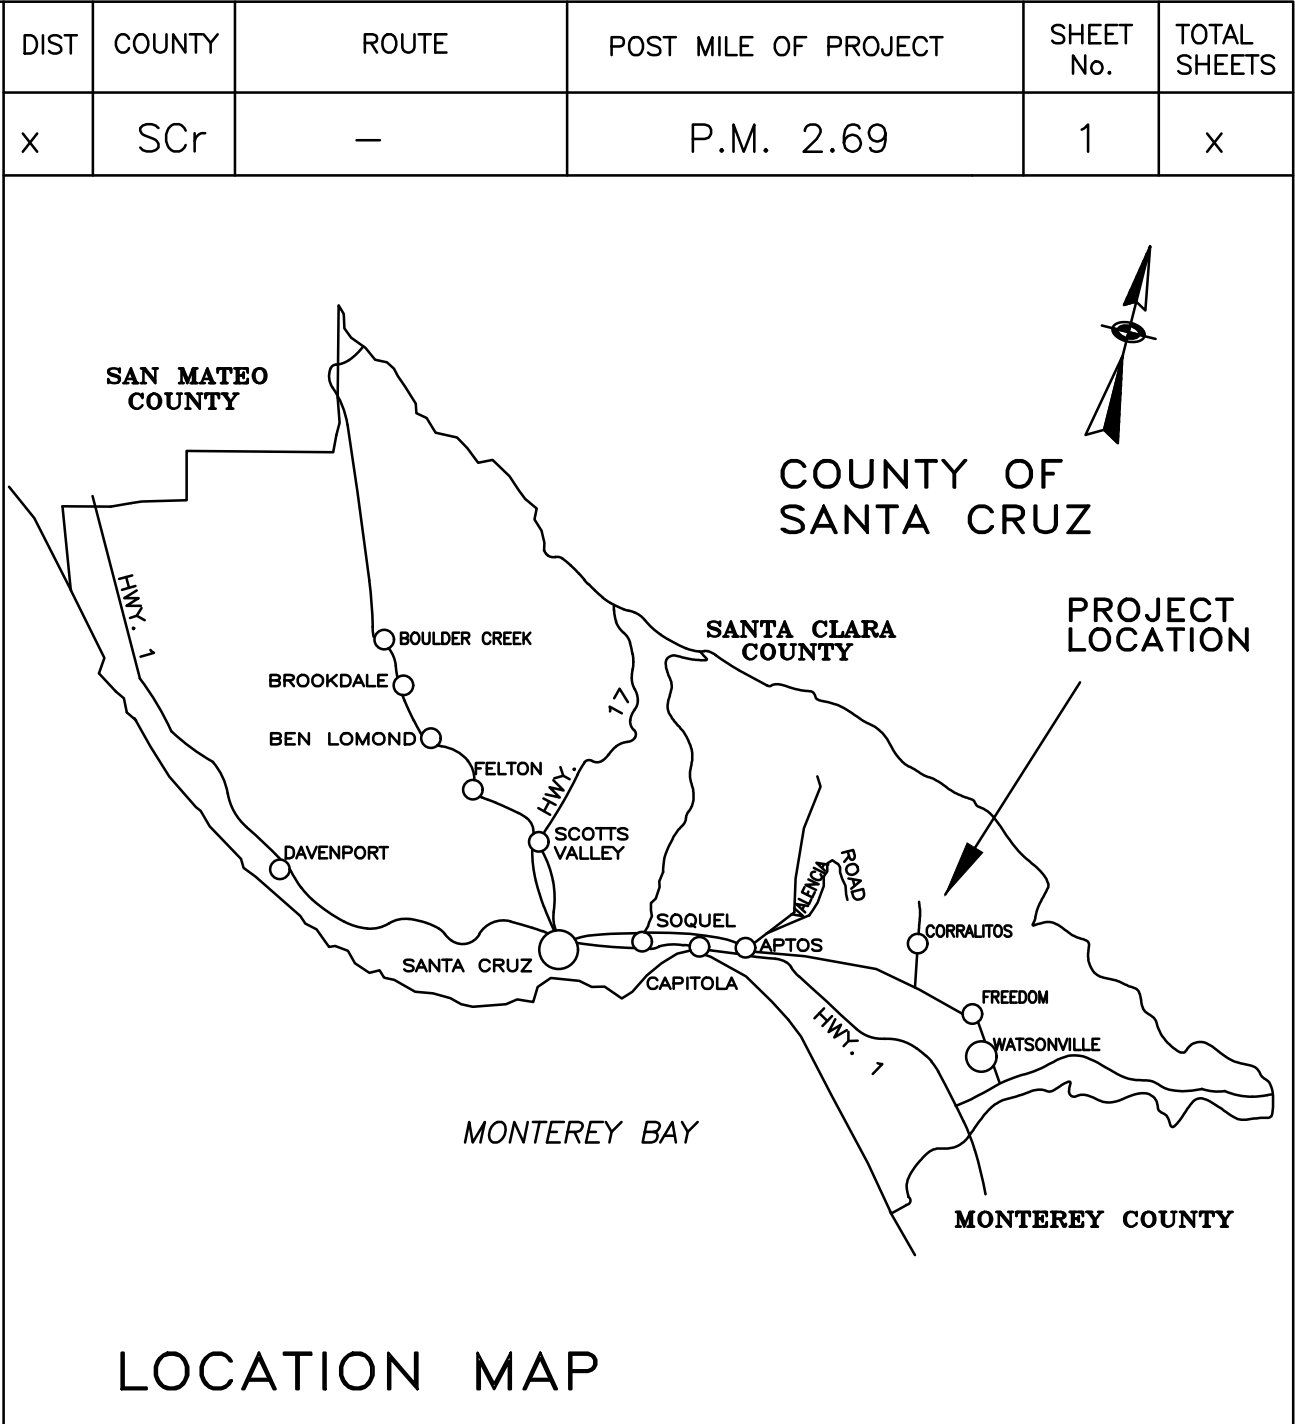 DIST COUNTY ROUTE POST MILE OF PROJECT SHEET No. TOTAL SHEETS
x SCr – P.M. 2.69 1 x
SAN MATEO
COUNTY
COUNTY OF
SANTA CRUZ
HWY. 1
PROJECT
LOCATION
SANTA CLARA
COUNTY
BOULDER CREEK
BROOKDALE
HWY. 17
BEN LOMOND
FELTON
SCOTTS
VALLEY
DAVENPORT
VALENCIA
ROAD
SOQUEL
CORRALITOS
APTOS
SANTA CRUZ
CAPITOLA
FREEDOM
HWY. 1
WATSONVILLE
MONTEREY BAY
MONTEREY COUNTY
LOCATION MAP